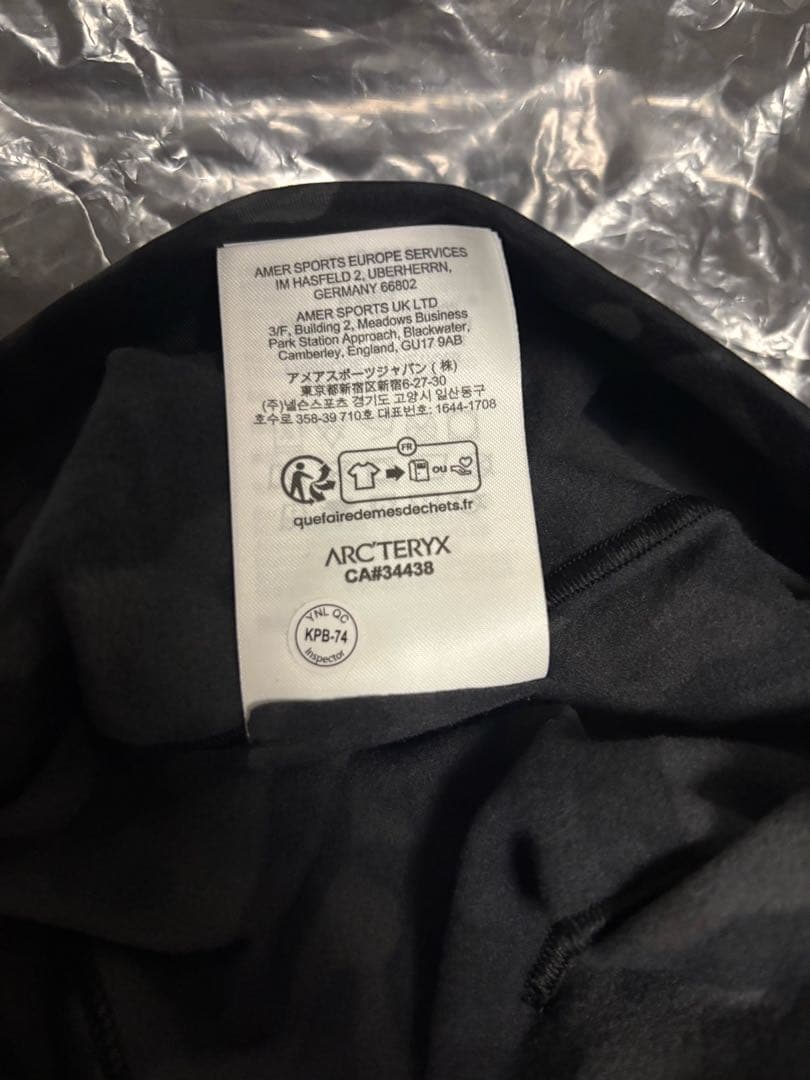 AMER SPORTS EUROPE SERVICES
IM HASFELD 2, UBERHERRN,
GERMANY 66802
AMER SPORTS UK LTD
3/F, Building 2, Meadows Business
Park Station Approach, Blackwater,
Camberley, England, GU17 9AB
アメアスポーツジャパン (株)
東京都新宿区新宿6-27-30
(주)넬슨스포츠 경기도 고양시 일산동구
호수로 358-39 710호 대표번호: 1644-1708
FR
ou
quefairedemesdechets.fr
ARC'TERYX
CA#34438
YNL QC
KPB-74
Inspector